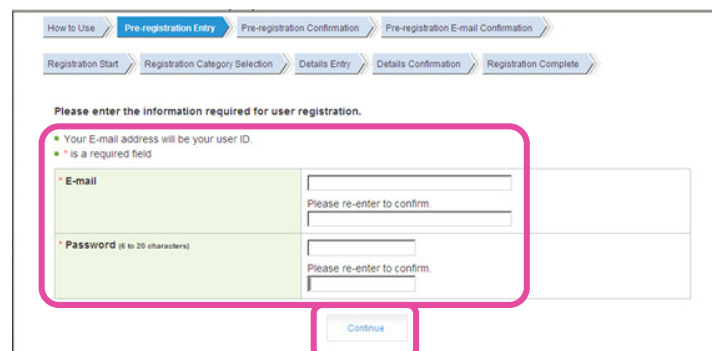 How to Use
Pre-registration Entry
Pre-registration Confirmation
Pre-registration E-mail Confirmation
Registration Start
Registration Category Selection
Details Entry
Details Confirmation
Registration Complete
Please enter the information required for user registration.
Your E-mail address will be your user ID.
* is a required field
* E-mail
Please re-enter to confirm.
* Password (6 to 20 characters)
Please re-enter to confirm.
Continue